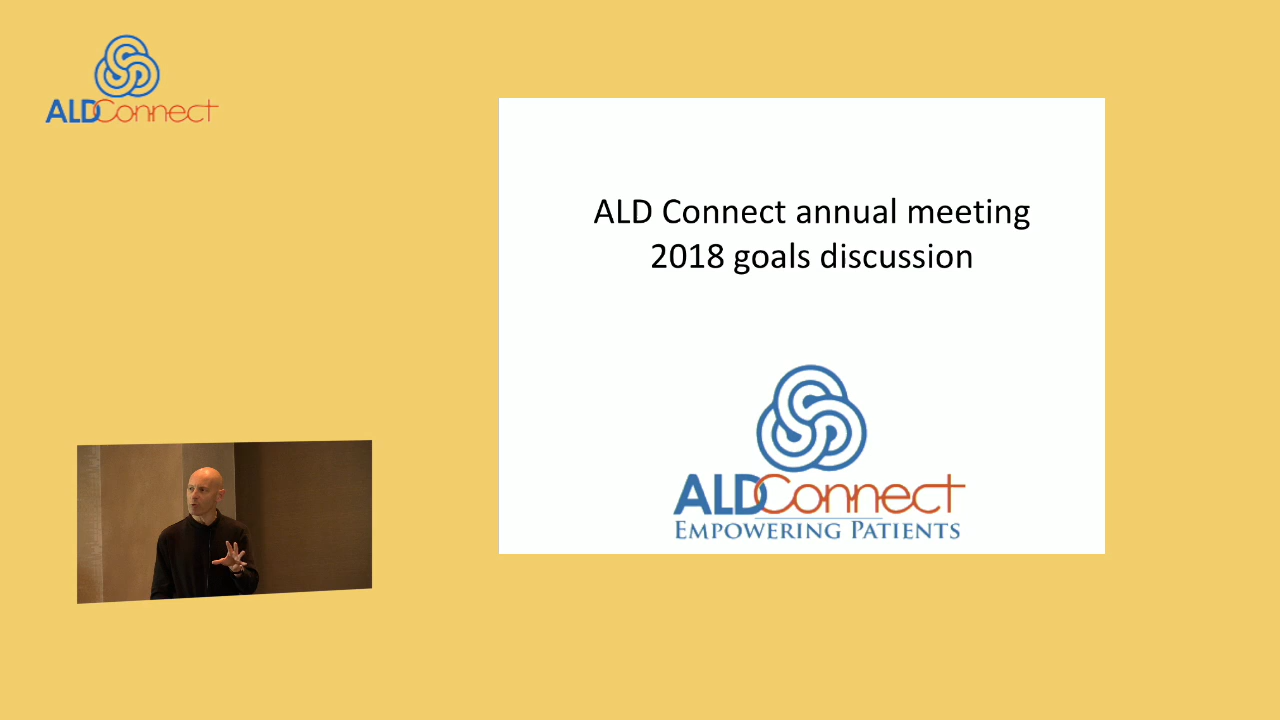 ALDConnect
ALD Connect annual meeting
2018 goals discussion
ALDConnect
EMPOWERING PATIENTS